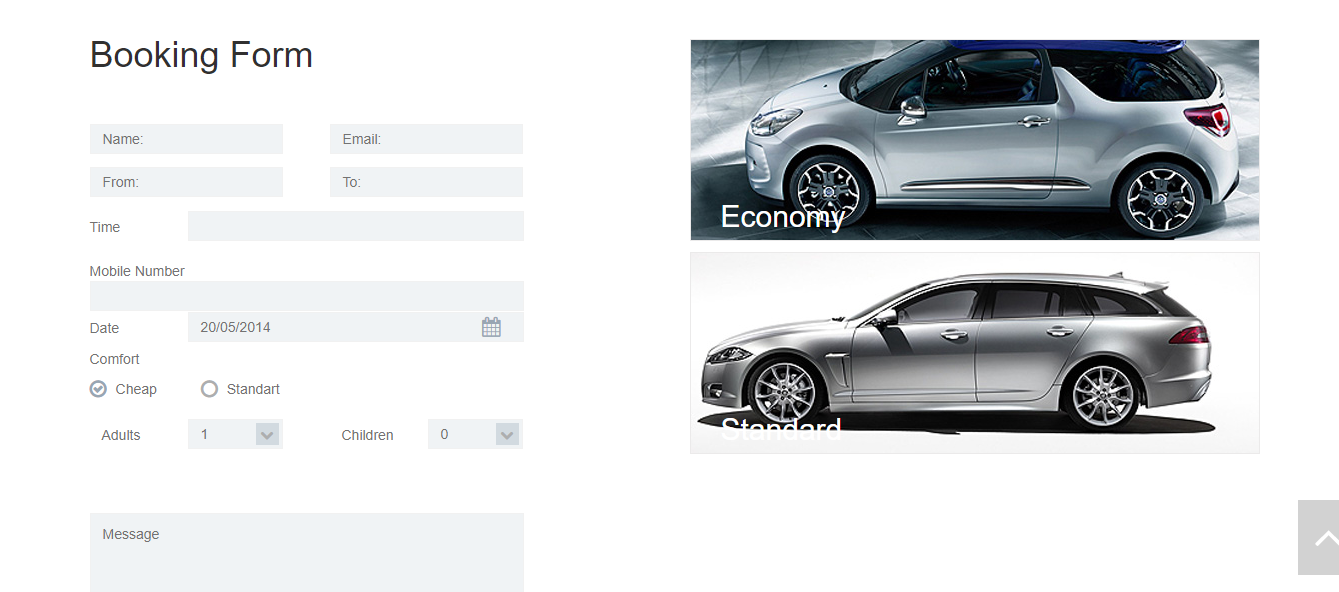 Booking Form
Name:
Email:
From:
To:
Time
Mobile Number
Date
20/05/2014
Comfort
Cheap
Standart
Adults
1
Children
0
Message
Economy
Standard